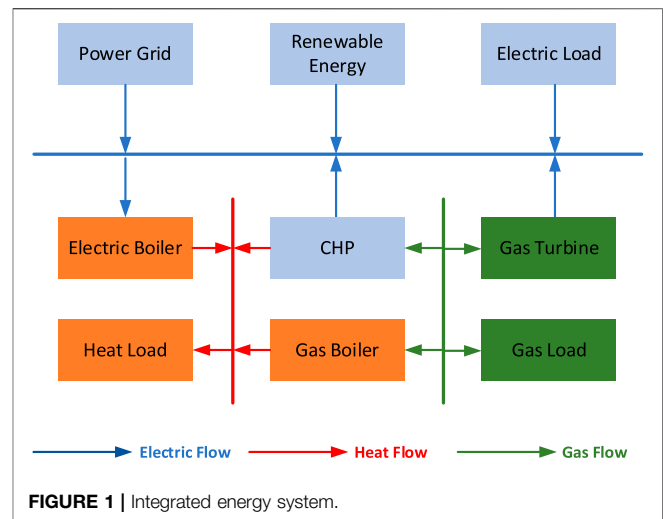 Power Grid
Renewable
Energy
Electric Load
Electric Boiler
CHP
Gas Turbine
Heat Load
Gas Boiler
Gas Load
Electric Flow
Heat Flow
Gas Flow
FIGURE 1 | Integrated energy system.